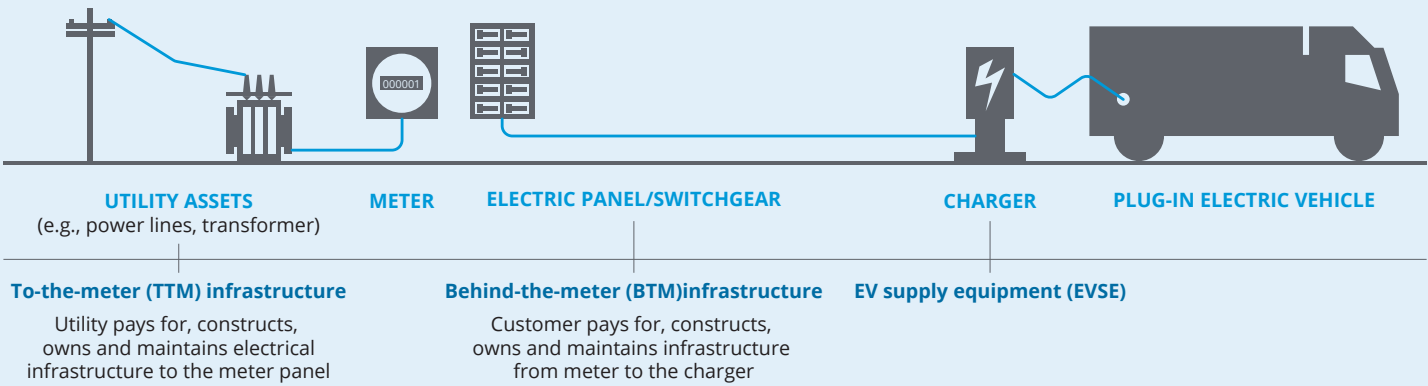 000001
UTILITY ASSETS
(e.g., power lines, transformer)
METER
ELECTRIC PANEL/SWITCHGEAR
CHARGER
PLUG-IN ELECTRIC VEHICLE
To-the-meter (TTM) infrastructure
Utility pays for, constructs,
owns and maintains electrical
infrastructure to the meter panel
Behind-the-meter (BTM)infrastructure
Customer pays for, constructs,
owns and maintains infrastructure
from meter to the charger
EV supply equipment (EVSE)